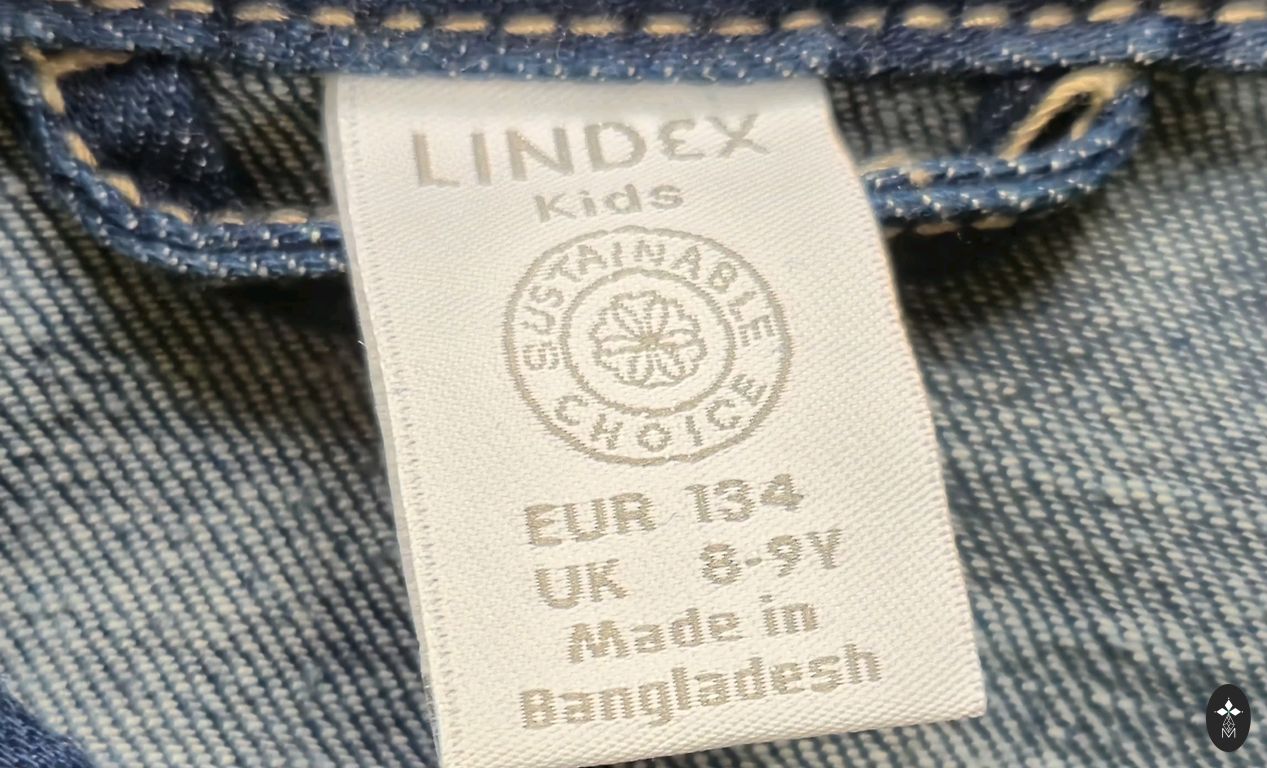 LINDEX
Kids
SUSTAINABLE
CHOICE
EUR 134
UK 8-9Y
Made in
Bangladesh
M